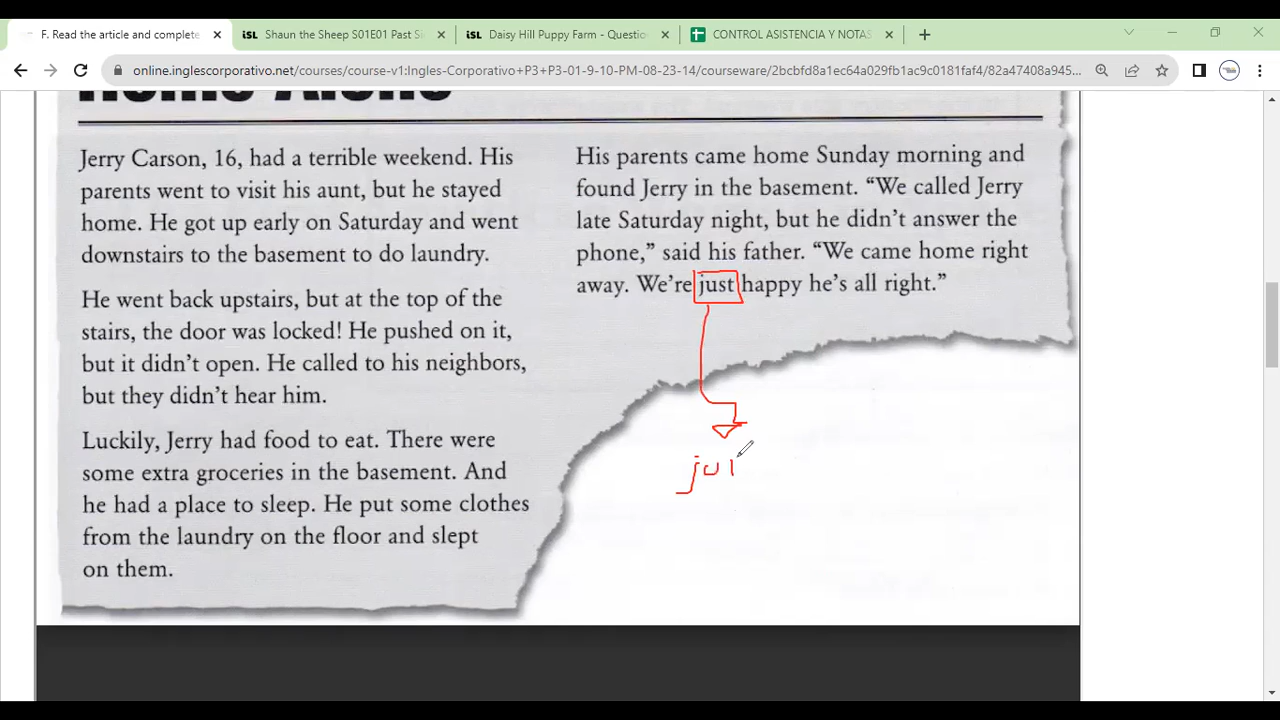 F. Read the article and complete
Shaun the Sheep S01E01 Past Si
iSL Daisy Hill Puppy Farm - Questio
CONTROL ASISTENCIA Y NOTAS
online.inglescorporativo.net/courses/course-v1:Ingles-Corporativo+P3+P3-01-9-10-PM-08-23-14/courseware/2bcbfd8a1ec64a029fb1ac9c0181faf4/82a47408a945...
Home Alone
Jerry Carson, 16, had a terrible weekend. His
parents went to visit his aunt, but he stayed
home. He got up early on Saturday and went
downstairs to the basement to do laundry.
He went back upstairs, but at the top of the
stairs, the door was locked! He pushed on it,
but it didn't open. He called to his neighbors,
but they didn't hear him.
Luckily, Jerry had food to eat. There were
some extra groceries in the basement. And
he had a place to sleep. He put some clothes
from the laundry on the floor and slept
on them.
His parents came home Sunday morning and
found Jerry in the basement. “We called Jerry
late Saturday night, but he didn't answer the
phone,” said his father. “We came home right
away. We're just happy he's all right.”